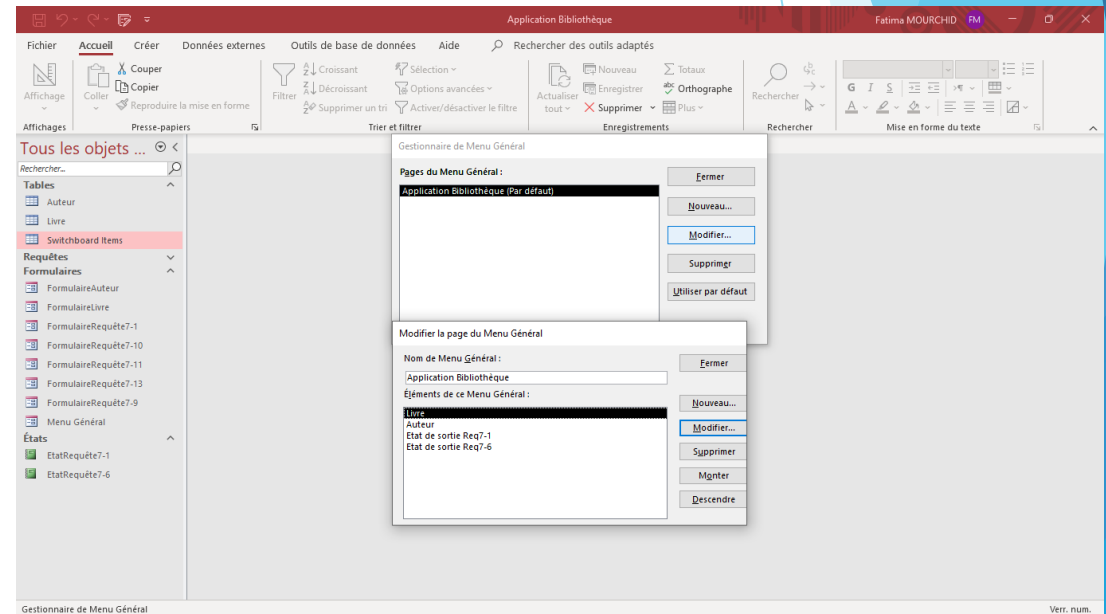 Application Bibliothèque
Fatima MOURCHID FM
Fichier Accueil Créer Données externes Outils de base de données Aide Rechercher des outils adaptés
Affichage
Coller
Couper
Copier
Reproduire la mise en forme
Filtrer
Croissant
Décroissant
Supprimer un tri
Sélection
Options avancées
Activer/désactiver le filtre
Actualiser
tout
Nouveau
Enregistrer
Supprimer
Totaux
Orthographe
Plus
Rechercher
G I S
A
Affichages Presse-papiers Trier et filtrer Enregistrements Rechercher Mise en forme du texte
Tous les objets ...
Rechercher...
Tables
Auteur
Livre
Switchboard Items
Requêtes
Formulaires
FormulaireAuteur
FormulaireLivre
FormulaireRequête7-1
FormulaireRequête7-10
FormulaireRequête7-11
FormulaireRequête7-13
FormulaireRequête7-9
Menu Général
États
EtatRequête7-1
EtatRequête7-6
Gestionnaire de Menu Général
Pages du Menu Général :
Application Bibliothèque (Par défaut)
Fermer
Nouveau...
Modifier...
Supprimer
Utiliser par défaut
Modifier la page du Menu Général
Nom de Menu Général :
Application Bibliothèque
Éléments de ce Menu Général :
Livre
Auteur
Etat de sortie Req7-1
Etat de sortie Req7-6
Fermer
Nouveau...
Modifier...
Supprimer
Monter
Descendre
Gestionnaire de Menu Général
Verr. num.